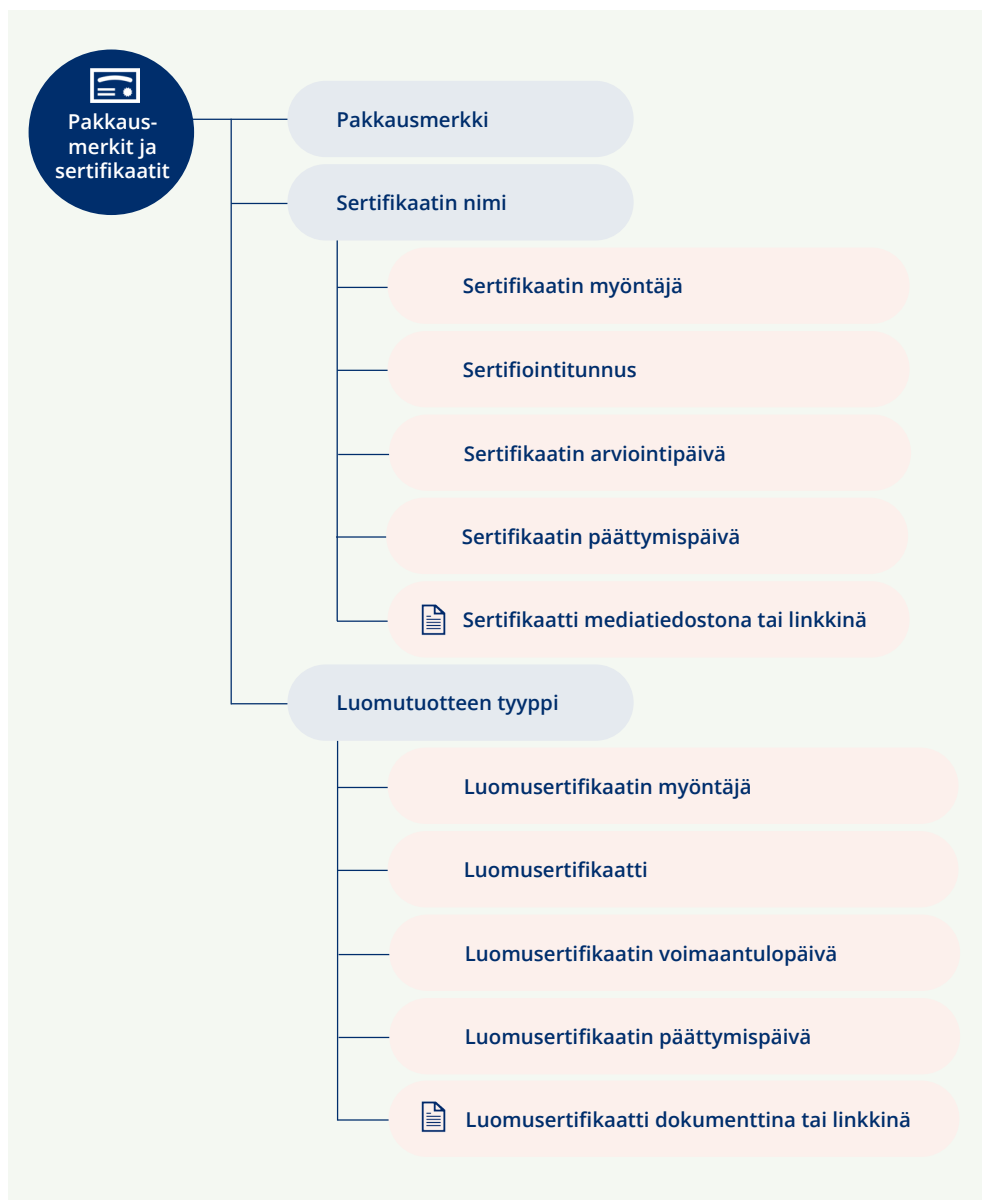 Pakkaus-
merkit ja
sertifikaatit
Pakkausmerkki
Sertifikaatin nimi
Sertifikaatin myöntäjä
Sertifiointitunnus
Sertifikaatin arviointipäivä
Sertifikaatin päättymispäivä
Sertifikaatti mediatiedostona tai linkkinä
Luomutuotteen tyyppi
Luomusertifikaatin myöntäjä
Luomusertifikaatti
Luomusertifikaatin voimaantulopäivä
Luomusertifikaatin päättymispäivä
Luomusertifikaatti dokumenttina tai linkkinä